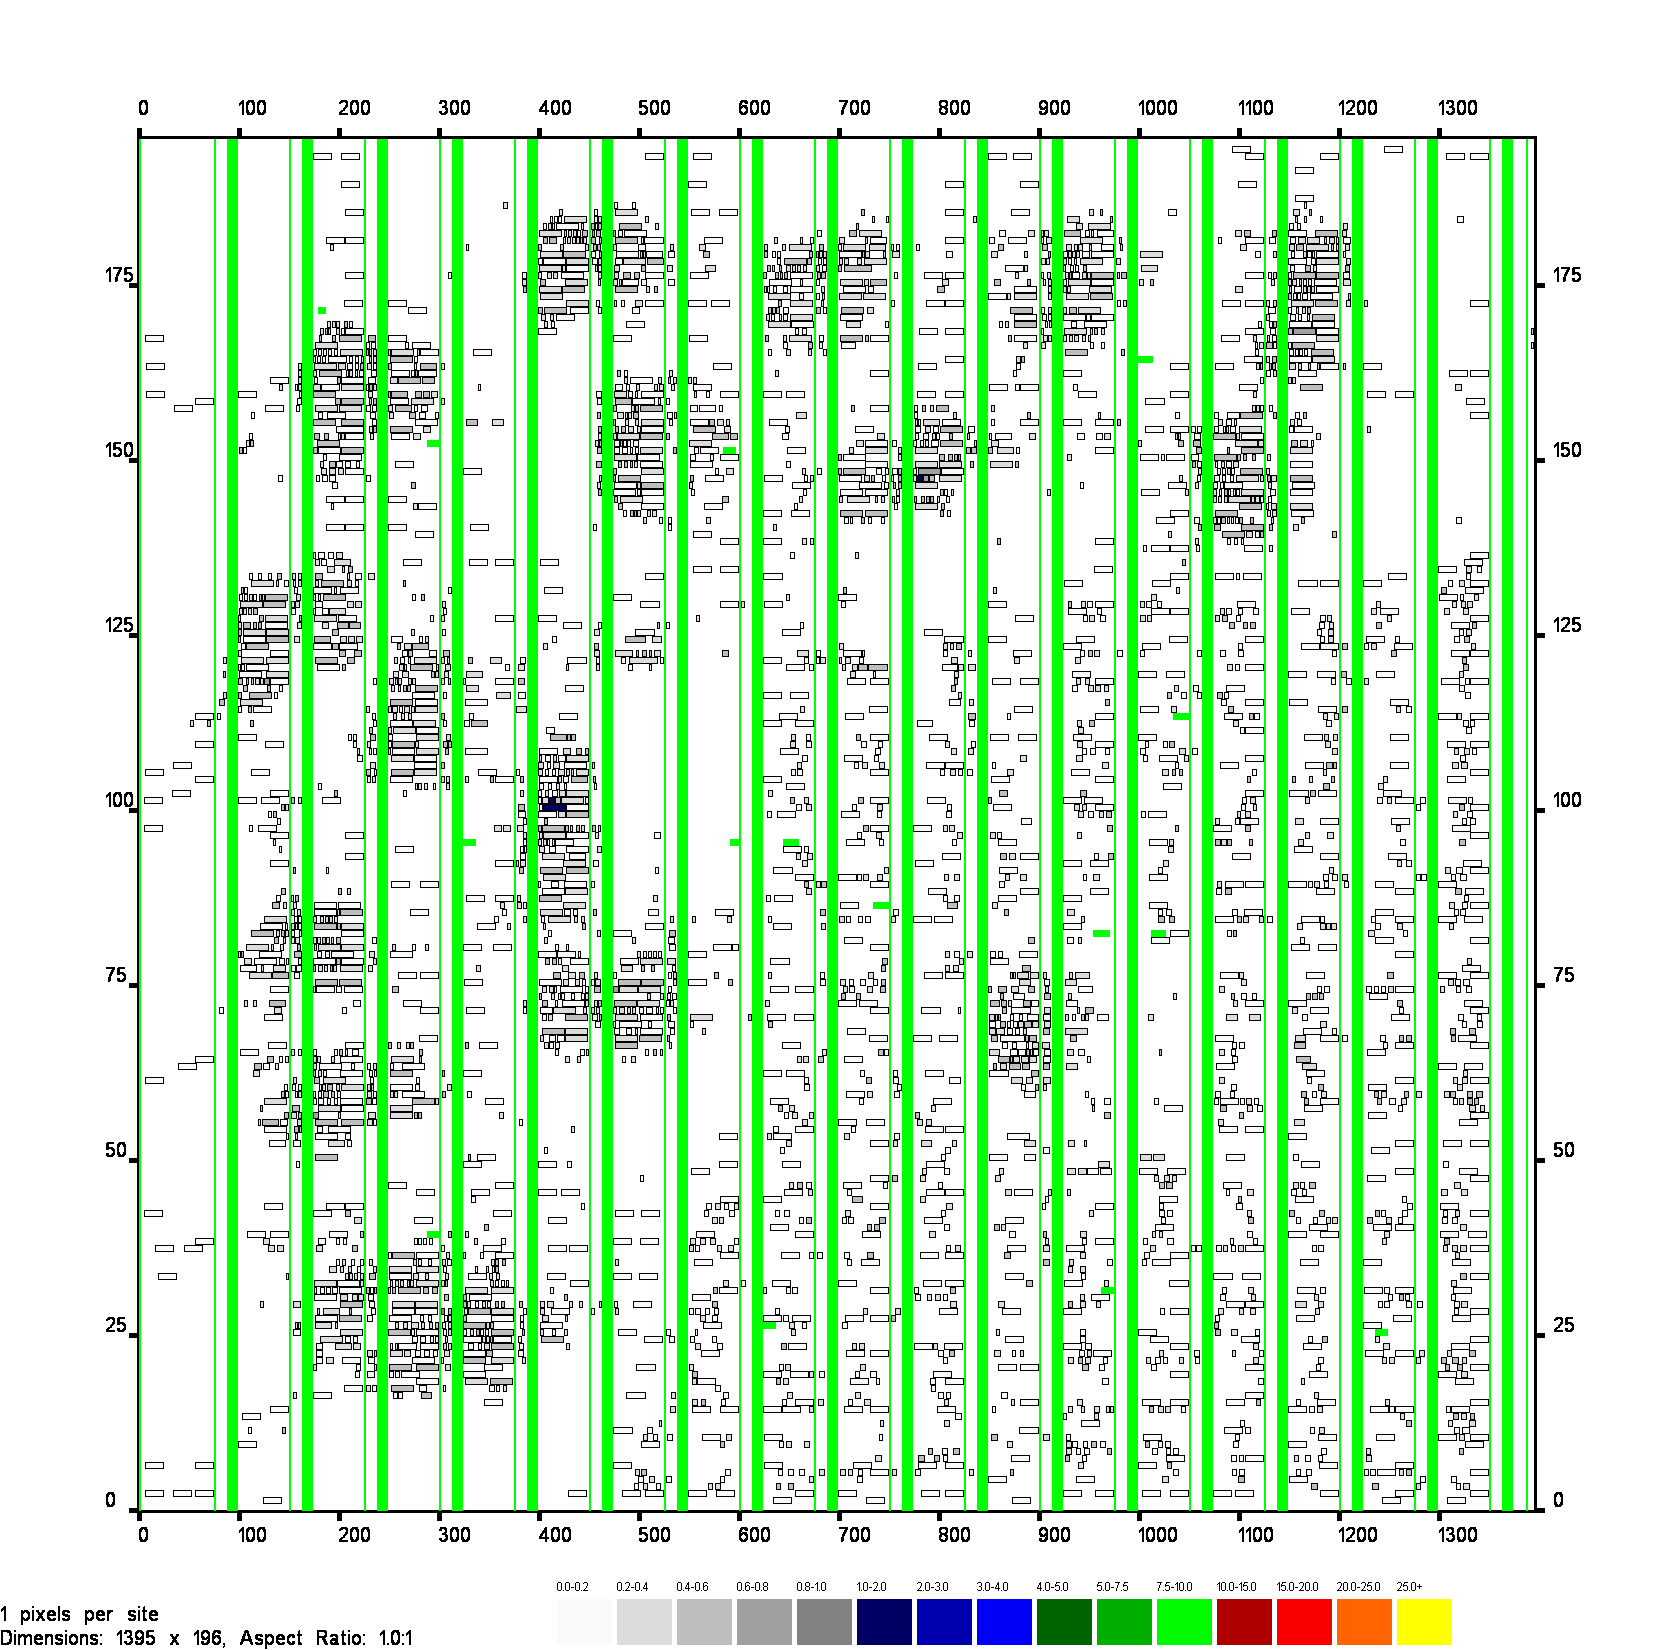 0 100 200 300 400 500 600 700 800 900 1000 1100 1200 1300
175 175
150 150
125 125
100 100
75 75
50 50
25 25
0 0
0 100 200 300 400 500 600 700 800 900 1000 1100 1200 1300
0.0-0.2 0.2-0.4 0.4-0.6 0.6-0.8 0.8-1.0 1.0-2.0 2.0-3.0 3.0-4.0 4.0-5.0 5.0-7.5 7.5-10.0 10.0-15.0 15.0-20.0 20.0-25.0 25.0+
1 pixels per site
Dimensions: 1395 x 196, Aspect Ratio: 1.0:1